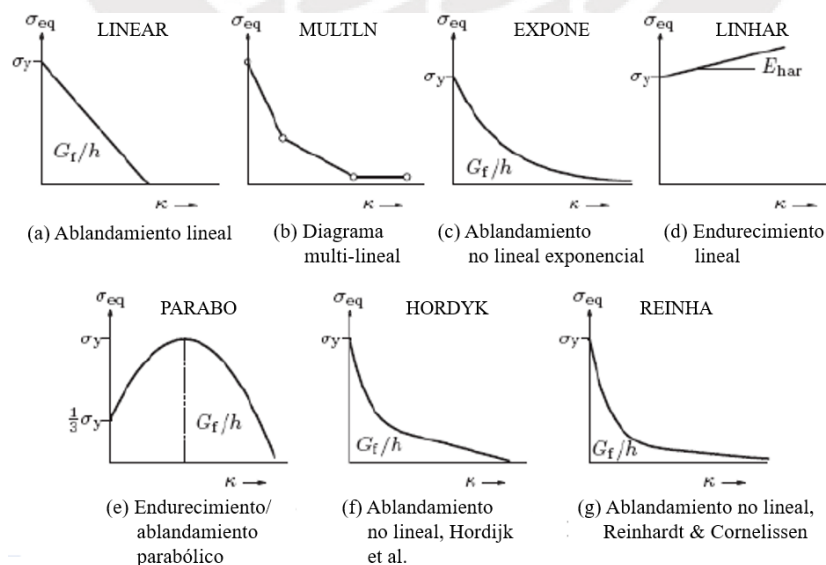 σeq LINEAR
σy
Gf/h
κ →
(a) Ablandamiento lineal
σeq MULTLN
κ →
(b) Diagrama
multi-lineal
σeq EXPONE
σy
Gf/h
κ →
(c) Ablandamiento
no lineal exponencial
σeq LINHAR
σy
Ehar
κ →
(d) Endurecimiento
lineal
σeq PARABO
σy
1/3 σy
Gf/h
κ →
(e) Endurecimiento/
ablandamiento
parabólico
σeq HORDYK
σy
Gf/h
κ →
(f) Ablandamiento
no lineal, Hordijk
et al.
σeq REINHA
σy
Gf/h
κ →
(g) Ablandamiento no lineal,
Reinhardt & Cornelissen